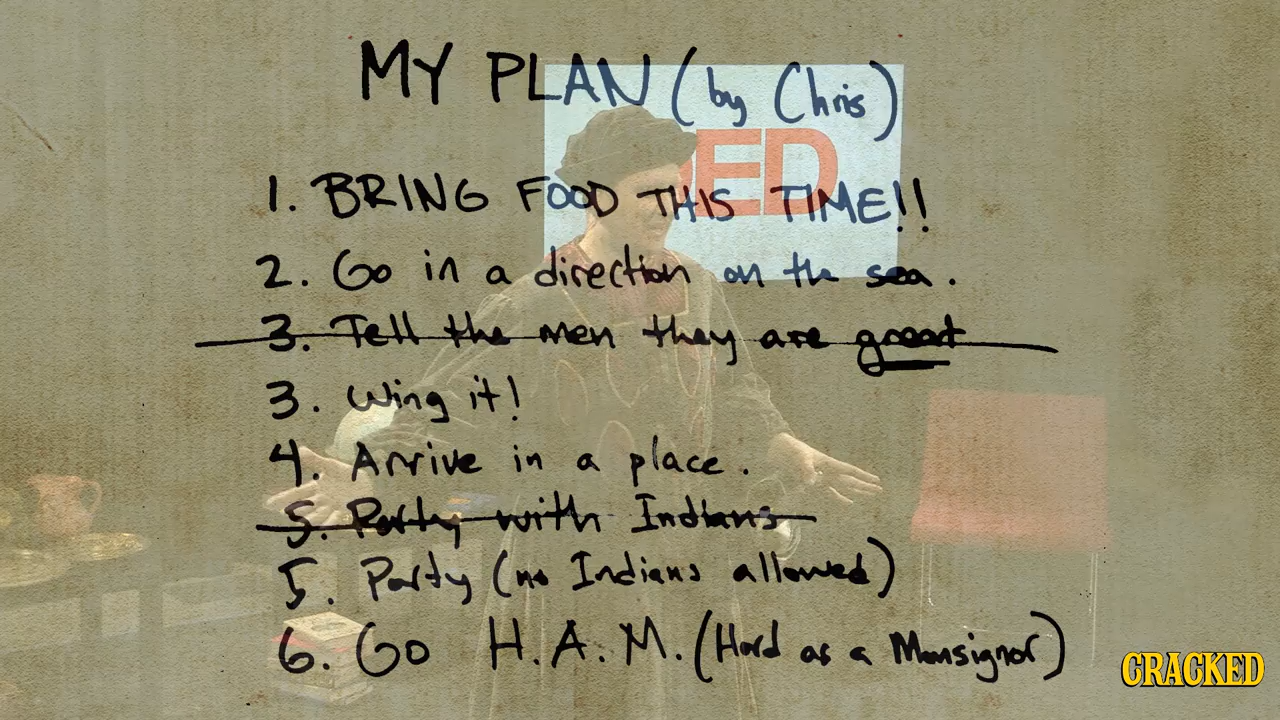 MY PLAN (by Chris)
ED
1. BRING FOOD THIS TIME!!
2. Go in a direction on the sea.
3. Tell the men they are great
3. Wing it!
4. Arrive in a place.
5. Party with Indians
5. Party (no Indians allowed)
6. GO H.A.M. (Hard as a Monsignor)
CRACKED